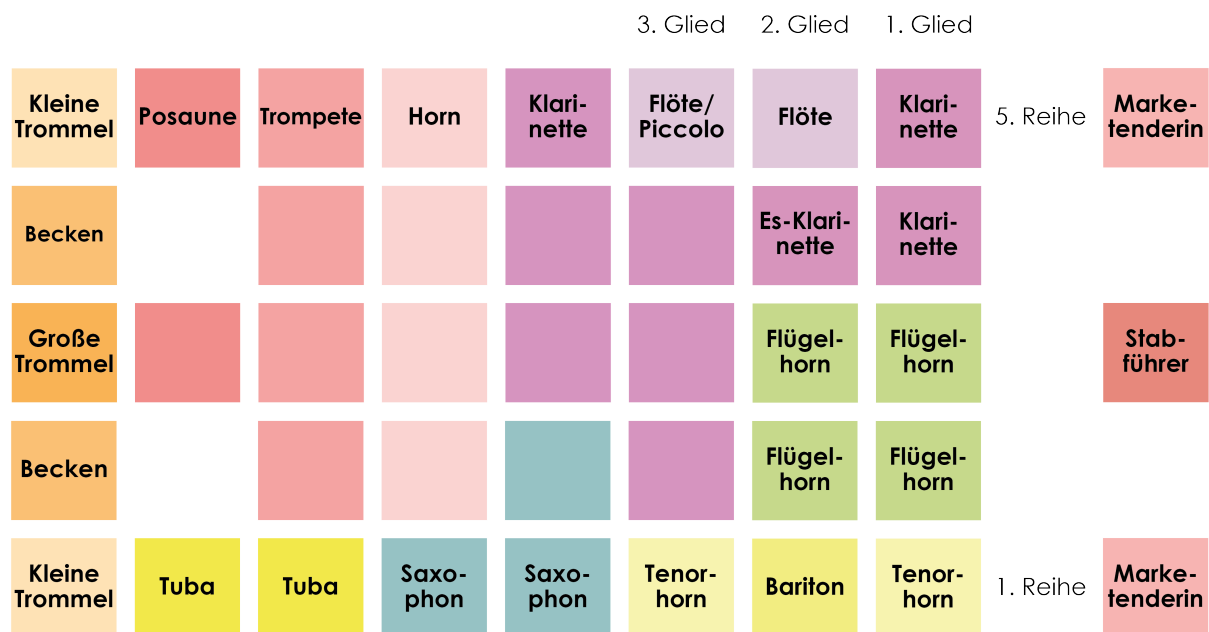 3. Glied 2. Glied 1. Glied
Kleine Trommel Posaune Trompete Horn Klari-nette Flöte/Piccolo Flöte Klari-nette 5. Reihe Marke-tenderin
Becken Es-Klari-nette Klari-nette
Große Trommel Flügel-horn Flügel-horn Stab-führer
Becken Flügel-horn Flügel-horn
Kleine Trommel Tuba Tuba Saxo-phon Saxo-phon Tenor-horn Bariton Tenor-horn 1. Reihe Marke-tenderin